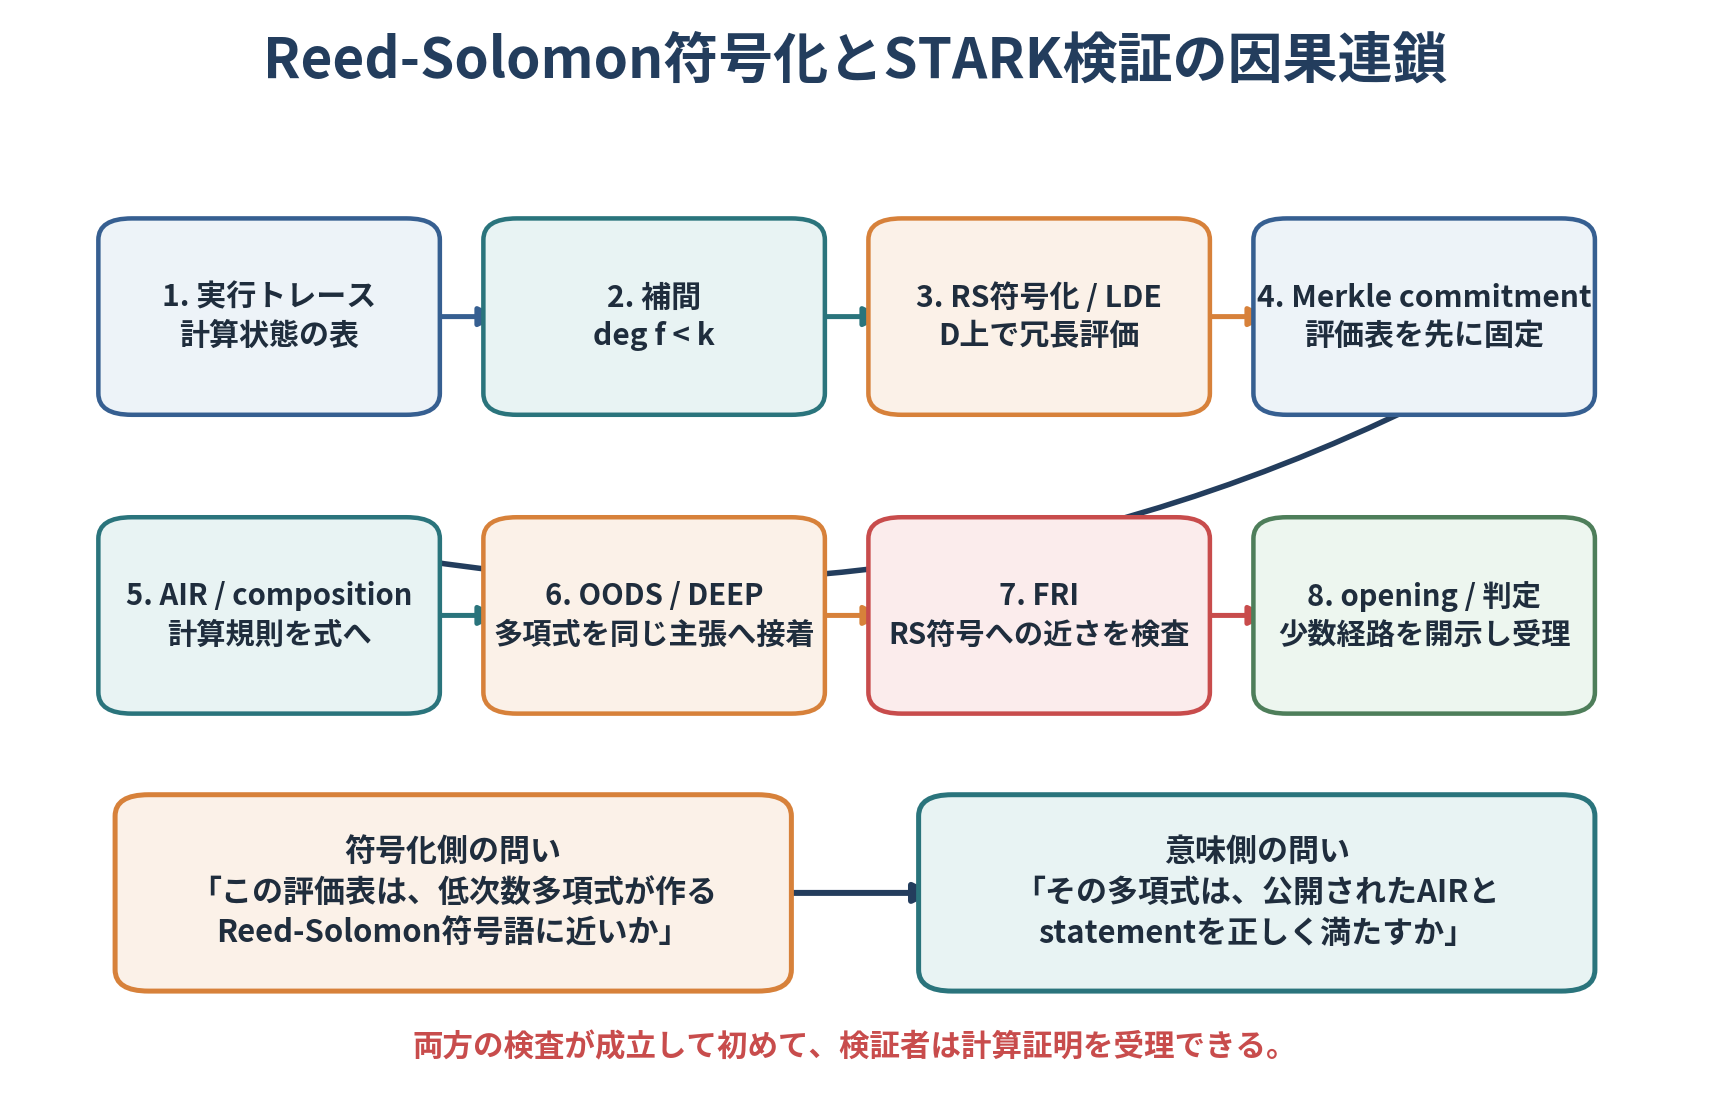 Reed-Solomon符号化とSTARK検証の因果連鎖
1. 実行トレース
計算状態の表
2. 補間
deg f < k
3. RS符号化 / LDE
D上で冗長評価
4. Merkle commitment
評価表を先に固定
5. AIR / composition
計算規則を式へ
6. OODS / DEEP
多項式を同じ主張へ接着
7. FRI
RS符号への近さを検査
8. opening / 判定
少数経路を開示し受理
符号化側の問い
「この評価表は、低次数多項式が作る
Reed-Solomon符号語に近いか」
意味側の問い
「その多項式は、公開されたAIRと
statementを正しく満たすか」
両方の検査が成立して初めて、検証者は計算証明を受理できる。